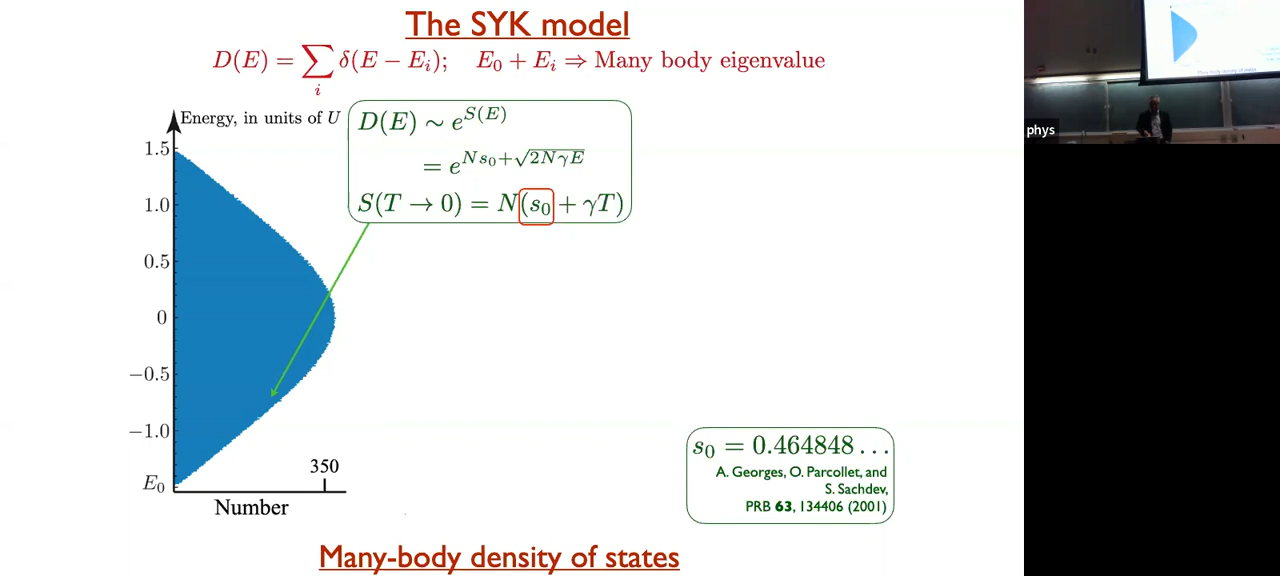 The SYK model
D(E) = ∑_i δ(E − E_i); E_0 + E_i ⇒ Many body eigenvalue
Energy, in units of U
D(E) ∼ e^{S(E)}
= e^{Ns_0+√(2NγE)}
S(T → 0) = N(s_0 + γT)
1.5
1.0
0.5
0
−0.5
−1.0
E_0
350
Number
s_0 = 0.464848...
A. Georges, O. Parcollet, and
S. Sachdev,
PRB 63, 134406 (2001)
Many-body density of states
phys